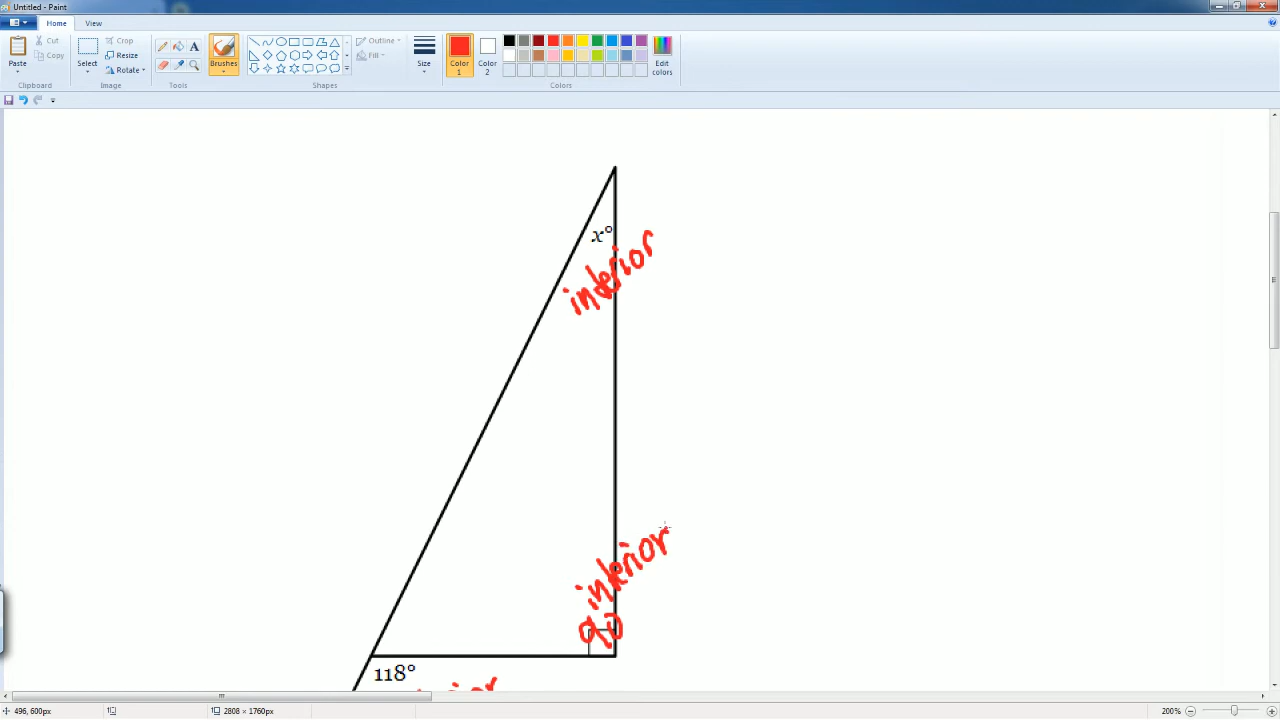 Untitled - Paint
Home
View
Paste
Cut
Copy
Clipboard
Select
Crop
Resize
Rotate
Image
A
Tools
Brushes
Shapes
Outline
Fill
Size
Color
1
Color
2
Edit
colors
Colors
x°
interior
interior
90
118°
496, 600px
2808 × 1760px
200%